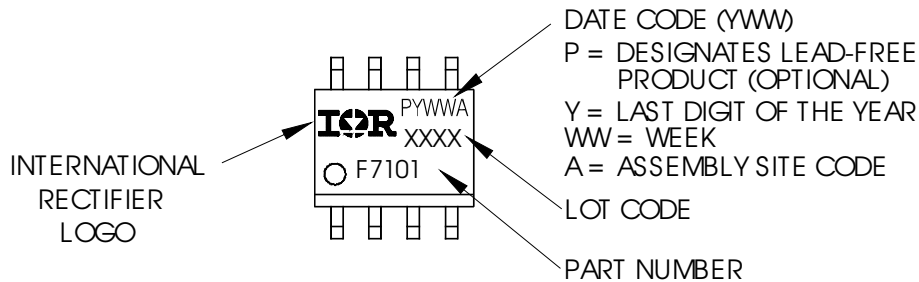 DATE CODE (YWW)
P = DESIGNATES LEAD-FREE
PRODUCT (OPTIONAL)
Y = LAST DIGIT OF THE YEAR
WW = WEEK
A = ASSEMBLY SITE CODE
LOT CODE
PART NUMBER
INTERNATIONAL
RECTIFIER
LOGO
IOR
PYWWA
XXXX
F7101